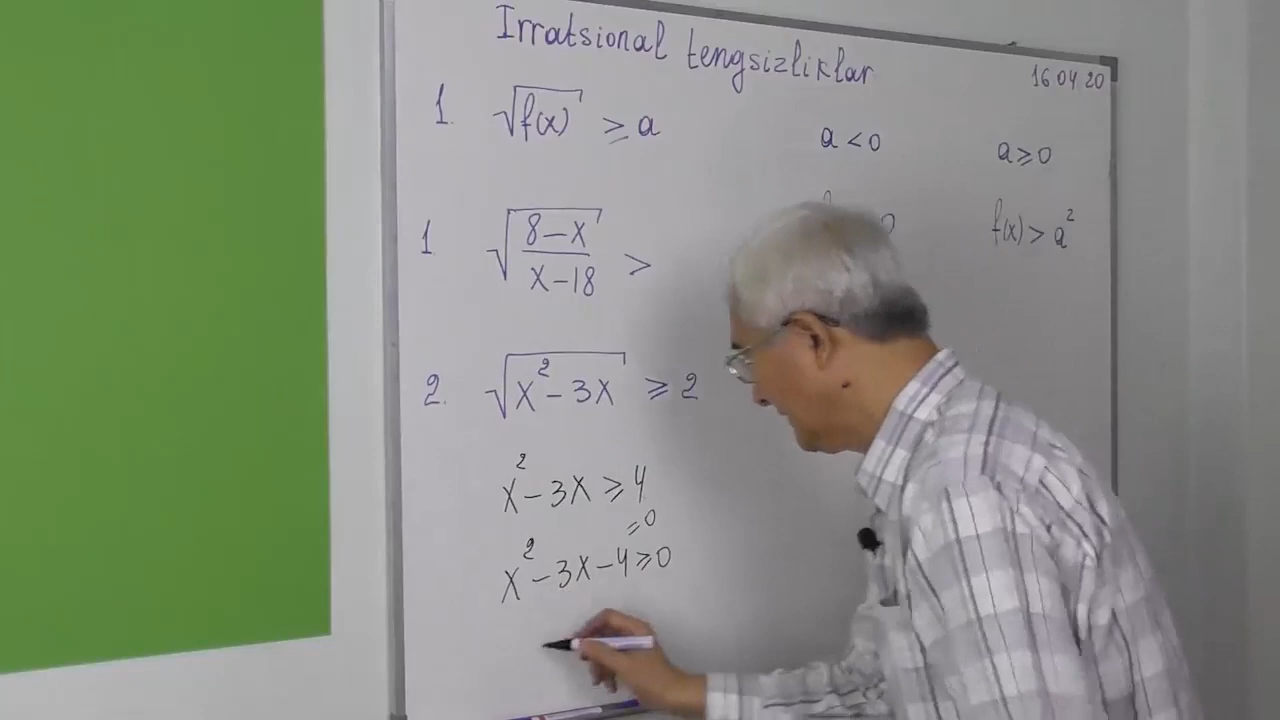 Irratsional tengsizliklar
16 04 20
1. √f(x) ≥ a
a < 0
a ≥ 0
f(x) > a²
1 √((8-x)/(x-18)) >
2. √(x²-3x) ≥ 2
x²-3x ≥ 4
=0
x²-3x-4≥0